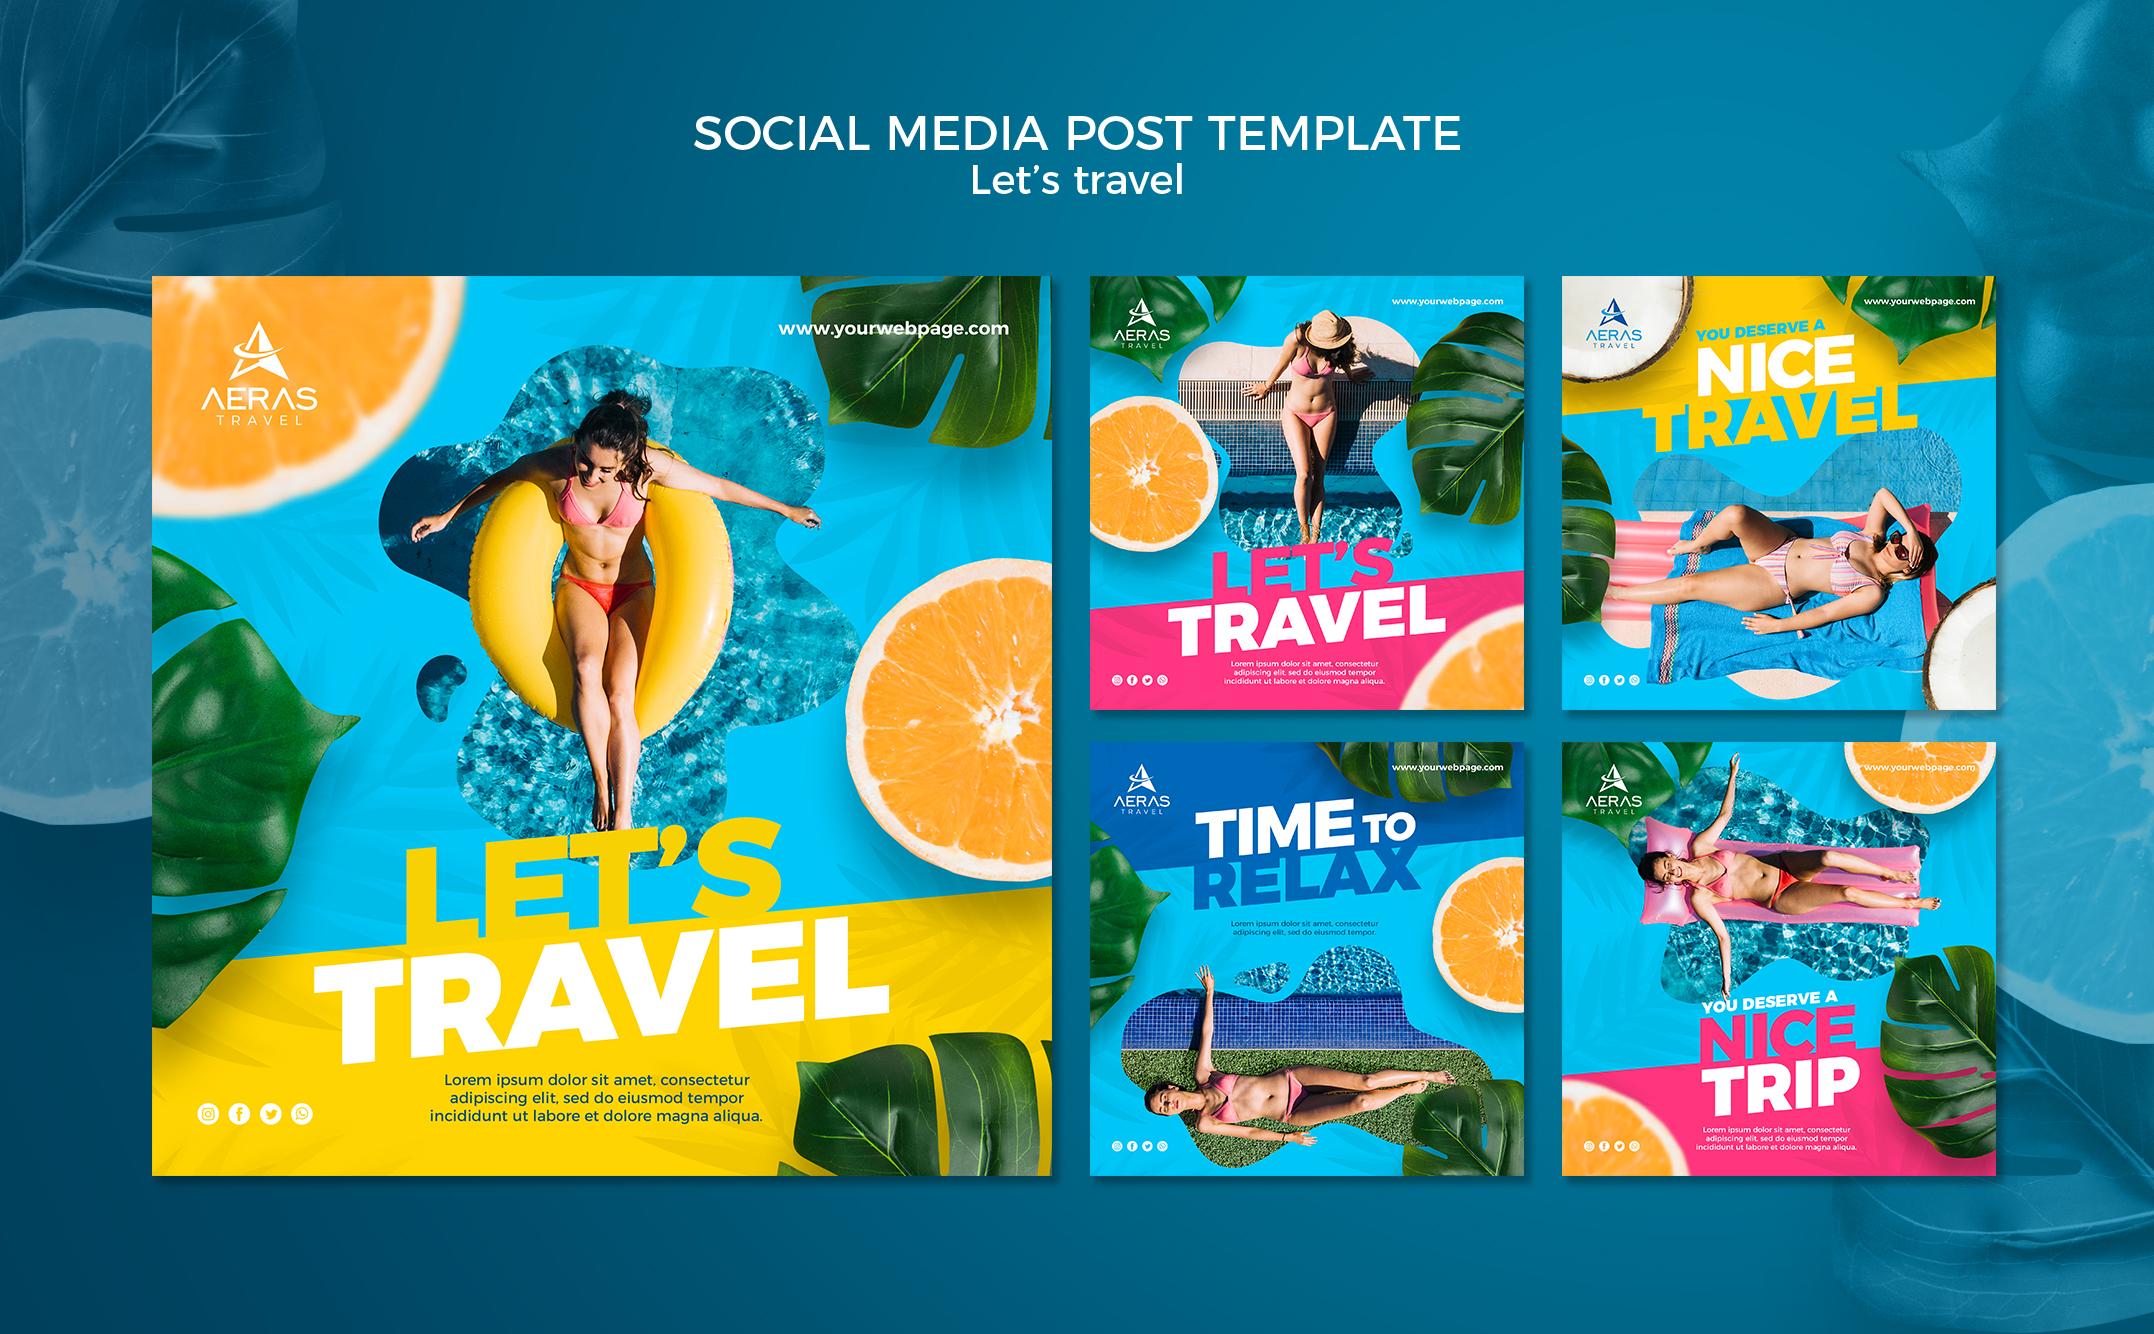 SOCIAL MEDIA POST TEMPLATE
Let's travel
AERAS
TRAVEL
www.yourwebpage.com
LET'S
TRAVEL
Lorem ipsum dolor sit amet, consectetur
adipiscing elit, sed do eiusmod tempor
incididunt ut labore et dolore magna aliqua.
AERAS
TRAVEL
www.yourwebpage.com
LET'S
TRAVEL
Lorem ipsum dolor sit amet, consectetur
adipiscing elit, sed do eiusmod tempor
incididunt ut labore et dolore magna aliqua.
AERAS
TRAVEL
www.yourwebpage.com
YOU DESERVE A
NICE
TRAVEL
AERAS
TRAVEL
www.yourwebpage.com
TIME TO
RELAX
Lorem ipsum dolor sit amet, consectetur
adipiscing elit, sed do eiusmod tempor.
AERAS
TRAVEL
www.yourwebpage.com
YOU DESERVE A
NICE
TRIP
Lorem ipsum dolor sit amet, consectetur
adipiscing elit, sed do eiusmod tempor
incididunt ut labore et dolore magna aliqua.